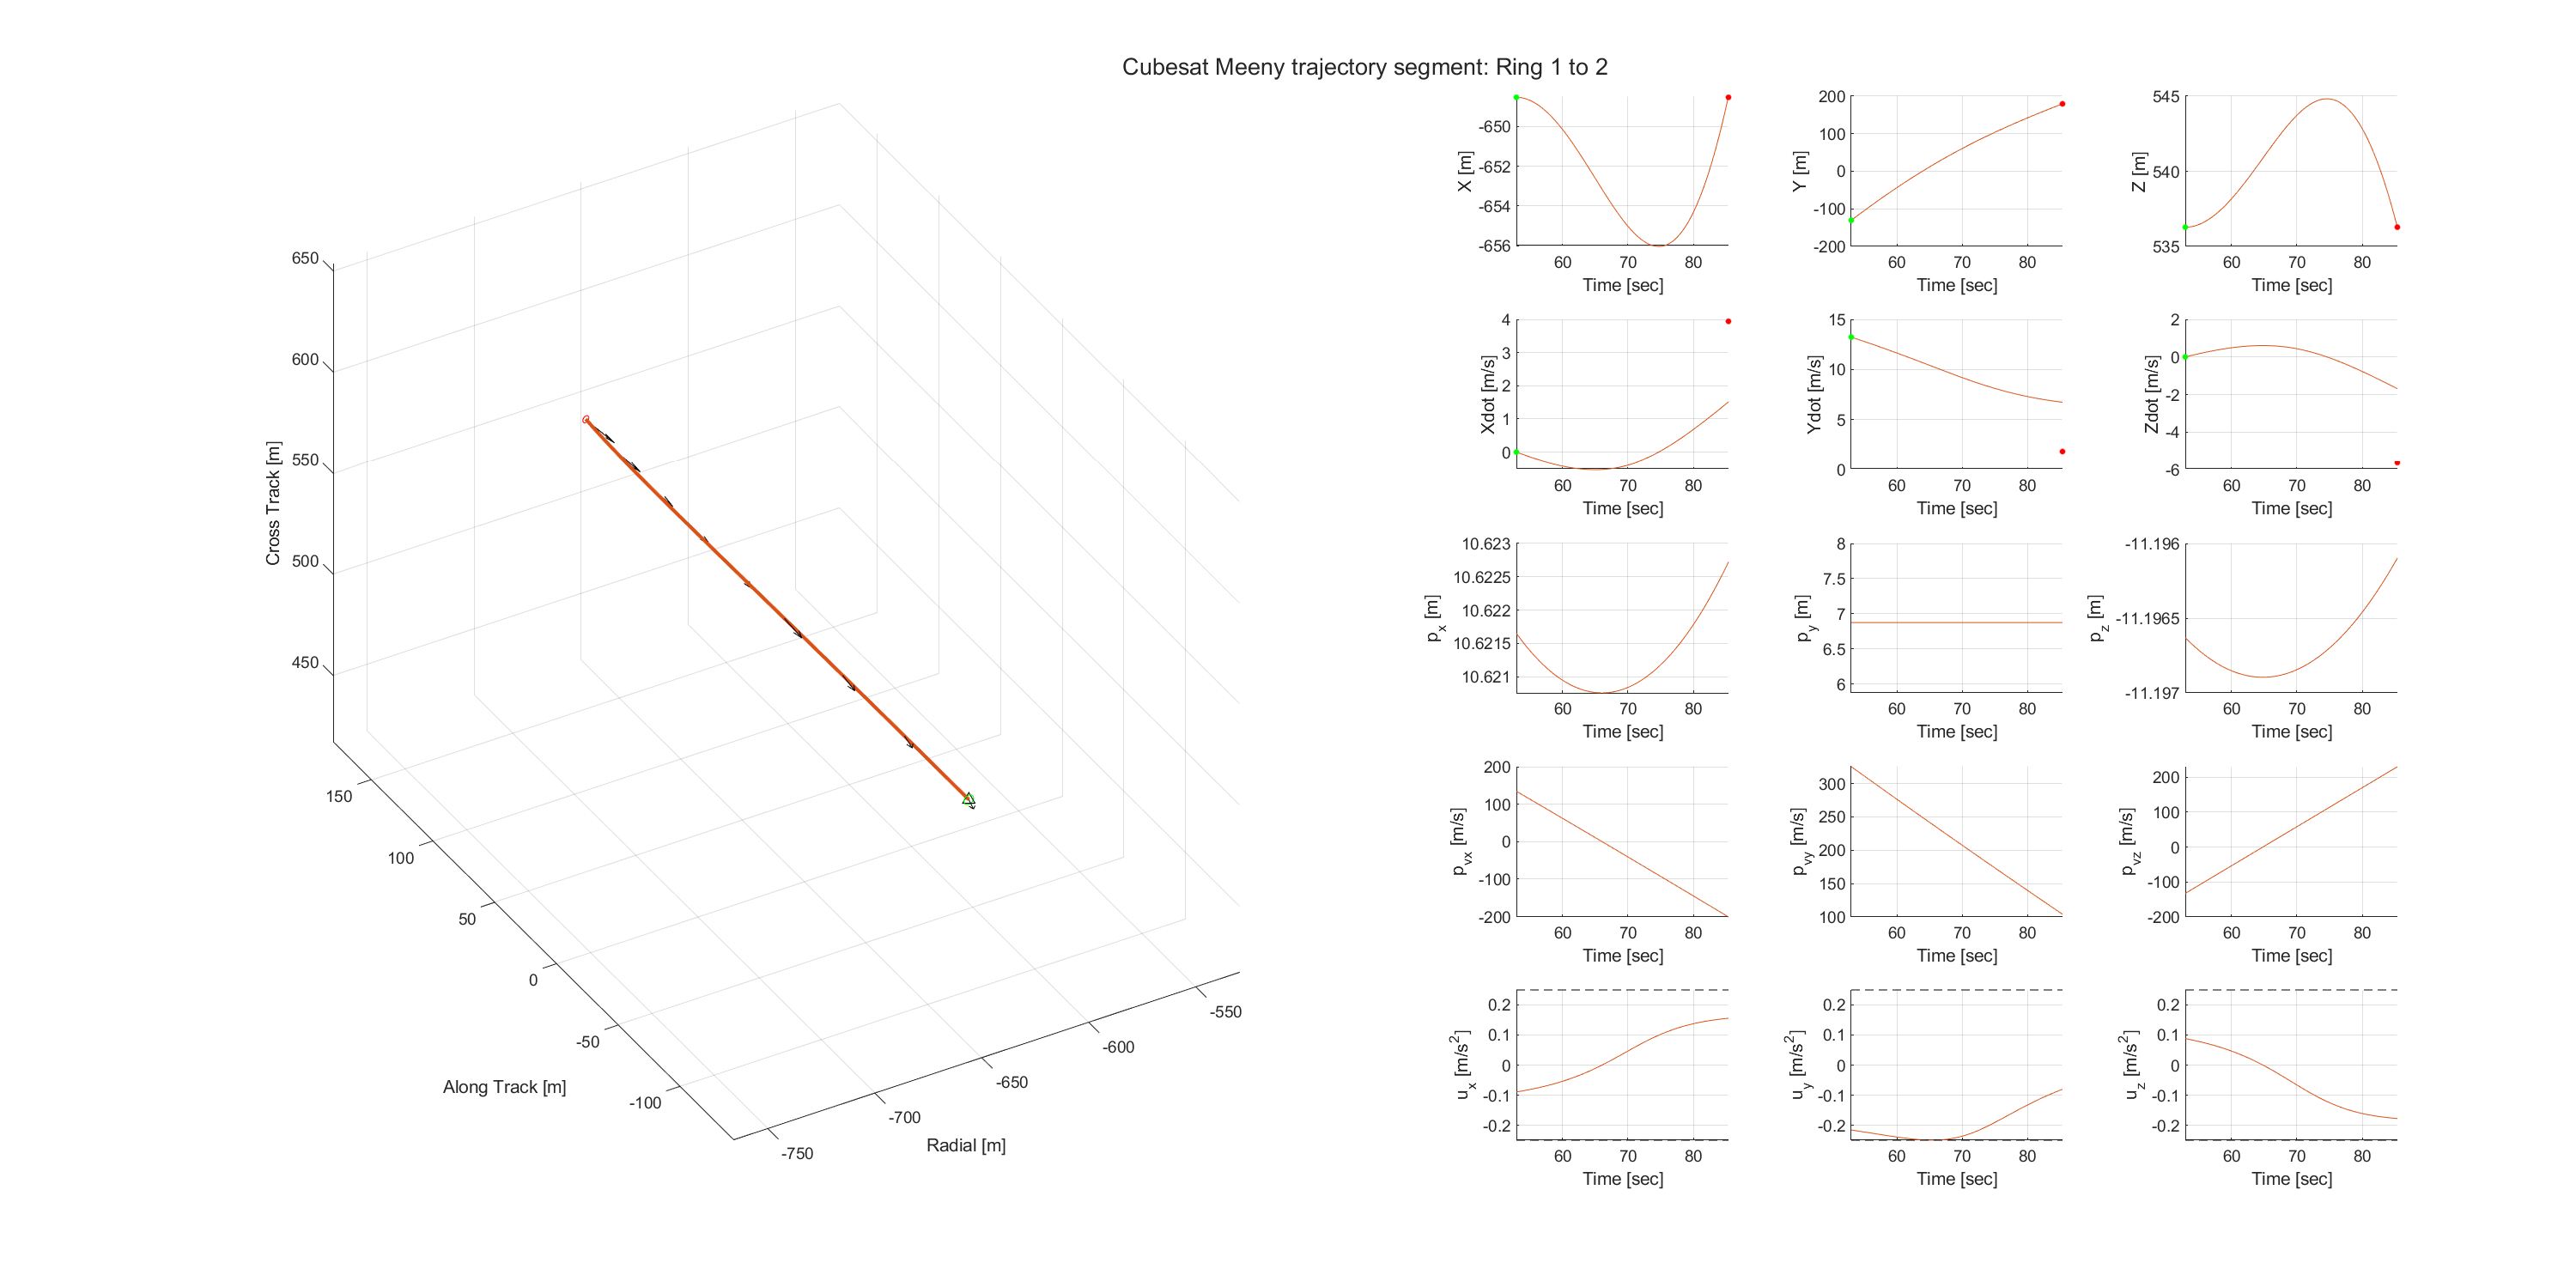 Cubesat Meeny trajectory segment: Ring 1 to 2
650
600
550
500
450
Cross Track [m]
150
100
50
0
-50
-100
Along Track [m]
-750
-700
-650
-600
-550
Radial [m]
-650
-652
-654
-656
X [m]
60 70 80
Time [sec]
200
100
0
-100
-200
Y [m]
60 70 80
Time [sec]
545
540
535
Z [m]
60 70 80
Time [sec]
4
3
2
1
0
Xdot [m/s]
60 70 80
Time [sec]
15
10
5
0
Ydot [m/s]
60 70 80
Time [sec]
2
0
-2
-4
-6
Zdot [m/s]
60 70 80
Time [sec]
10.623
10.6225
10.622
10.6215
10.621
p_x [m]
60 70 80
Time [sec]
8
7.5
7
6.5
6
p_y [m]
60 70 80
Time [sec]
-11.196
-11.1965
-11.197
p_z [m]
60 70 80
Time [sec]
200
100
0
-100
-200
p_vx [m/s]
60 70 80
Time [sec]
300
250
200
150
100
p_vy [m/s]
60 70 80
Time [sec]
200
100
0
-100
-200
p_vz [m/s]
60 70 80
Time [sec]
0.2
0.1
0
-0.1
-0.2
u_x [m/s²]
60 70 80
Time [sec]
0.2
0.1
0
-0.1
-0.2
u_y [m/s²]
60 70 80
Time [sec]
0.2
0.1
0
-0.1
-0.2
u_z [m/s²]
60 70 80
Time [sec]